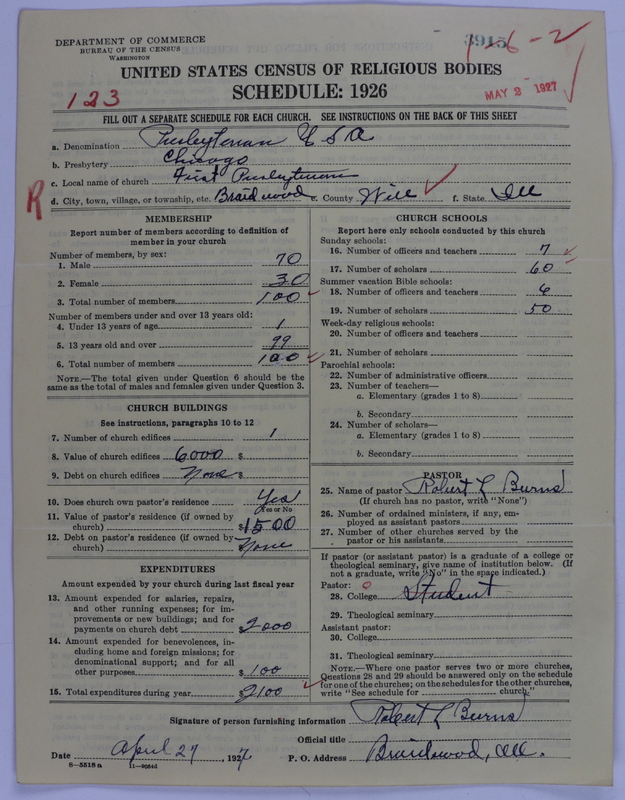 DEPARTMENT OF COMMERCE
BUREAU OF THE CENSUS
WASHINGTON
3915
1-6-2
UNITED STATES CENSUS OF RELIGIOUS BODIES
SCHEDULE: 1926
123
MAY 2 1927
FILL OUT A SEPARATE SCHEDULE FOR EACH CHURCH. SEE INSTRUCTIONS ON THE BACK OF THIS SHEET
a. Denomination Presbyterian U S A
b. Presbytery Chicago
c. Local name of church First Presbyterian
R
d. City, town, village, or township, etc. Braidwood e. County Will f. State Ill
MEMBERSHIP
Report number of members according to definition of
member in your church
Number of members, by sex:
1. Male 70
2. Female 30
3. Total number of members 100
Number of members under and over 13 years old:
4. Under 13 years of age 1
5. 13 years old and over 99
6. Total number of members 100
NOTE.—The total given under Question 6 should be
the same as the total of males and females given under Question 3.
CHURCH BUILDINGS
See instructions, paragraphs 10 to 12
7. Number of church edifices 1
8. Value of church edifices 6000 $
9. Debt on church edifices None $
10. Does church own pastor's residence Yes
Yes or No
11. Value of pastor's residence (if owned by
church) $1500
12. Debt on pastor's residence (if owned by
church) None
EXPENDITURES
Amount expended by your church during last fiscal year
13. Amount expended for salaries, repairs,
and other running expenses; for im-
provements or new buildings; and for
payments on church debt 2000
14. Amount expended for benevolences, in-
cluding home and foreign missions; for
denominational support; and for all
other purposes $100
15. Total expenditures during year 2100
CHURCH SCHOOLS
Report here only schools conducted by this church
Sunday schools:
16. Number of officers and teachers 7
17. Number of scholars 60
Summer vacation Bible schools:
18. Number of officers and teachers 6
19. Number of scholars 50
Week-day religious schools:
20. Number of officers and teachers
21. Number of scholars
Parochial schools:
22. Number of administrative officers
23. Number of teachers—
a. Elementary (grades 1 to 8)
b. Secondary
24. Number of scholars—
a. Elementary (grades 1 to 8)
b. Secondary
PASTOR
25. Name of pastor Robert L Burns
(If church has no pastor, write "None")
26. Number of ordained ministers, if any, em-
ployed as assistant pastors
27. Number of other churches served by the
pastor or his assistants
If pastor (or assistant pastor) is a graduate of a college or
theological seminary, give name of institution below. (If
not a graduate, write "No" in the space indicated.)
Pastor: 0
28. College Student
29. Theological seminary
Assistant pastor:
30. College
31. Theological seminary
NOTE.—Where one pastor serves two or more churches,
Questions 28 and 29 should be answered only on the schedule
for one of the churches; on the schedules for the other churches,
write "See schedule for church."
Signature of person furnishing information Robert L Burns
Official title
Date April 27, 1927 P. O. Address Braidwood, Ill.
8—5518 a